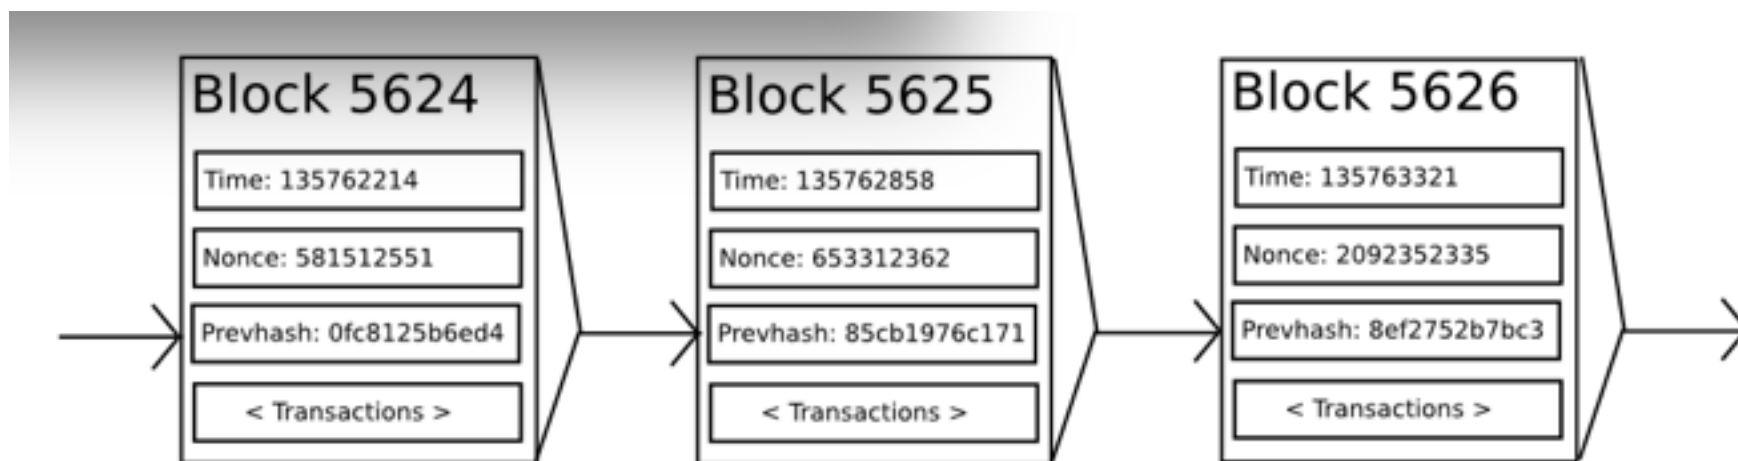 Block 5624
Time: 135762214
Nonce: 581512551
Prevhash: 0fc8125b6ed4
< Transactions >
Block 5625
Time: 135762858
Nonce: 653312362
Prevhash: 85cb1976c171
< Transactions >
Block 5626
Time: 135763321
Nonce: 2092352335
Prevhash: 8ef2752b7bc3
< Transactions >